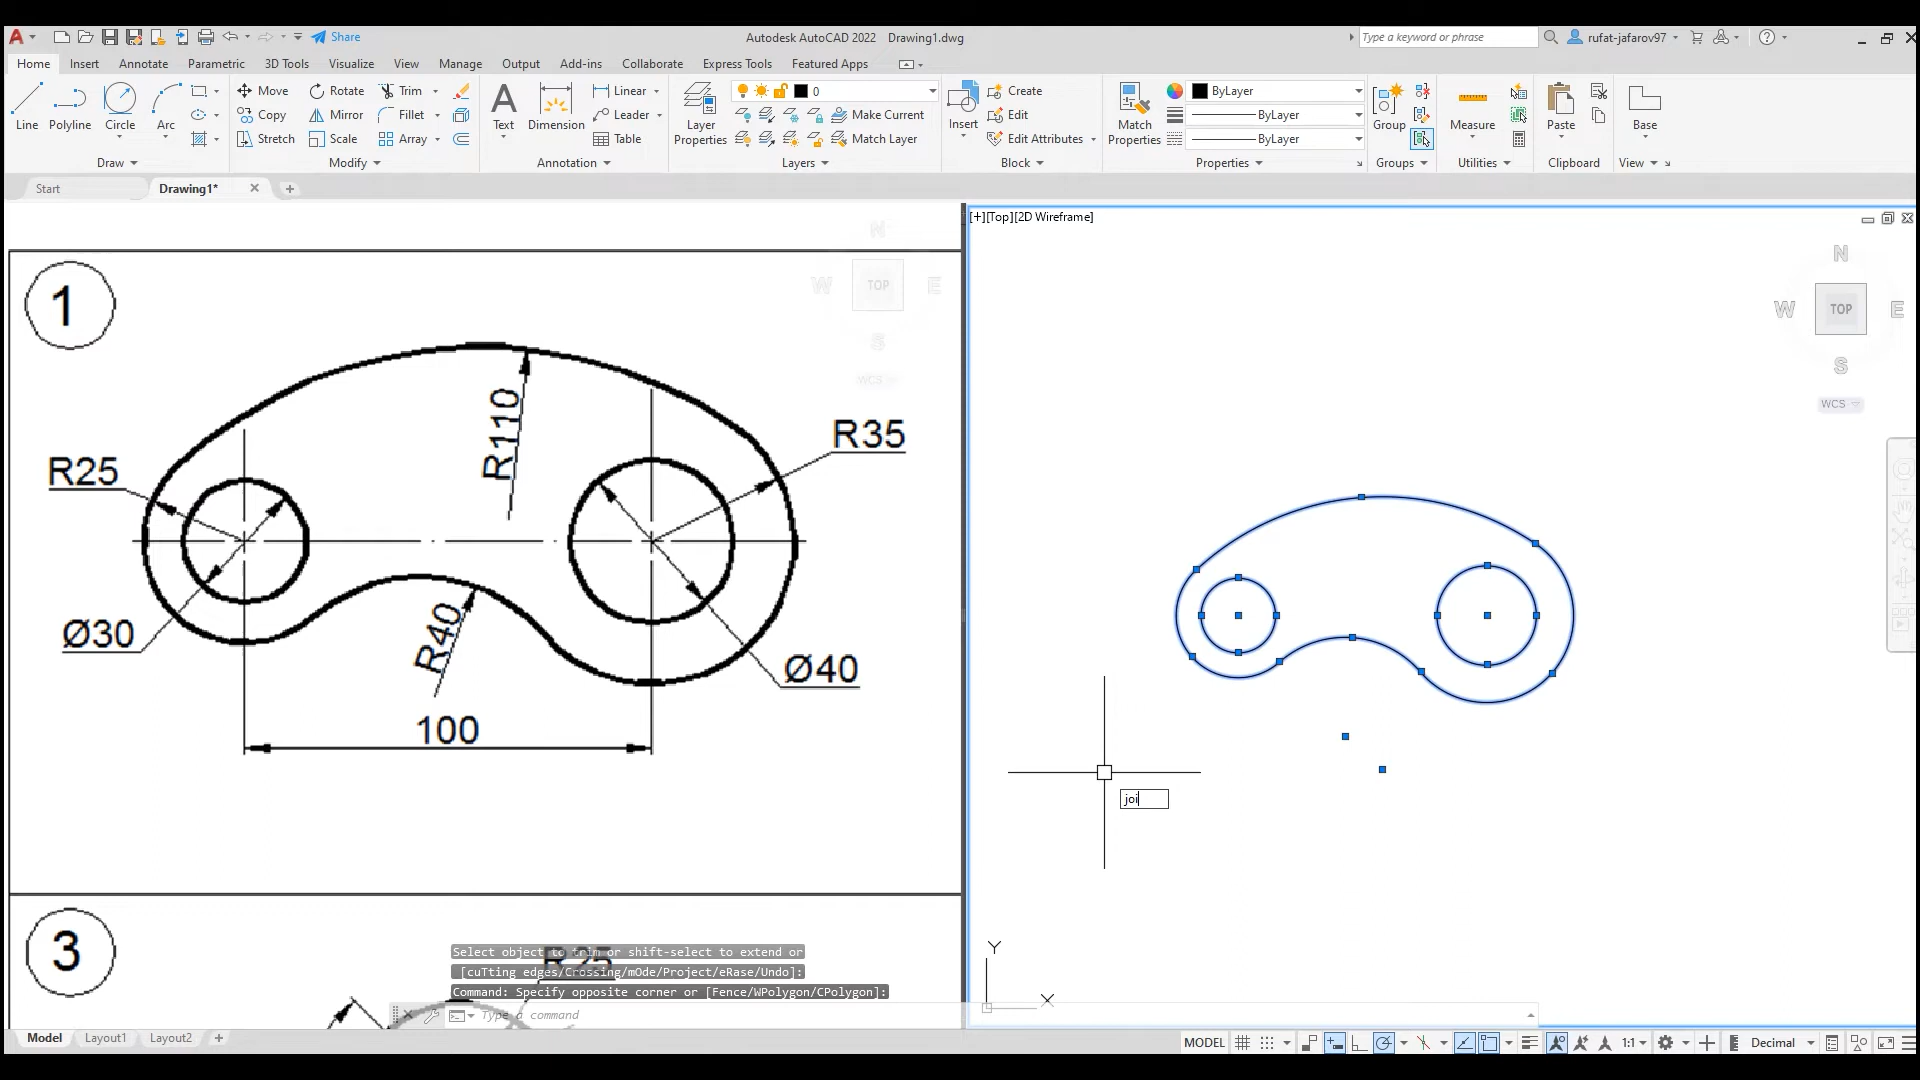 Share
Autodesk AutoCAD 2022 Drawing1.dwg
Type a keyword or phrase
rufat-jafarov97
Home Insert Annotate Parametric 3D Tools Visualize View Manage Output Add-ins Collaborate Express Tools Featured Apps
Line Polyline Circle Arc
Draw
Move Rotate Trim
Copy Mirror Fillet
Stretch Scale Array
Modify
Text Dimension
Linear
Leader
Table
Annotation
Layer
Properties
0
Make Current
Match Layer
Layers
Insert
Create
Edit
Edit Attributes
Block
Match
Properties
ByLayer
ByLayer
ByLayer
Properties
Group
Groups
Measure
Utilities
Paste
Clipboard
Base
View
Start Drawing1*
[+][Top][2D Wireframe]
1
N
W TOP E
S
WCS
R25
R110
R35
Ø30
R40
Ø40
100
N
W TOP E
S
WCS
joi
3
R25
Select object to trim or shift-select to extend or
[cuTting edges/Crossing/mOde/Project/eRase/Undo]:
Command: Specify opposite corner or [Fence/WPolygon/CPolygon]:
Type a command
Y
X
Model Layout1 Layout2
MODEL 1:1 Decimal